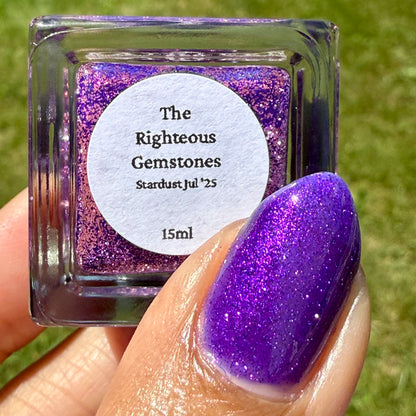 The
Righteous
Gemstones
Stardust Jul '25
15ml